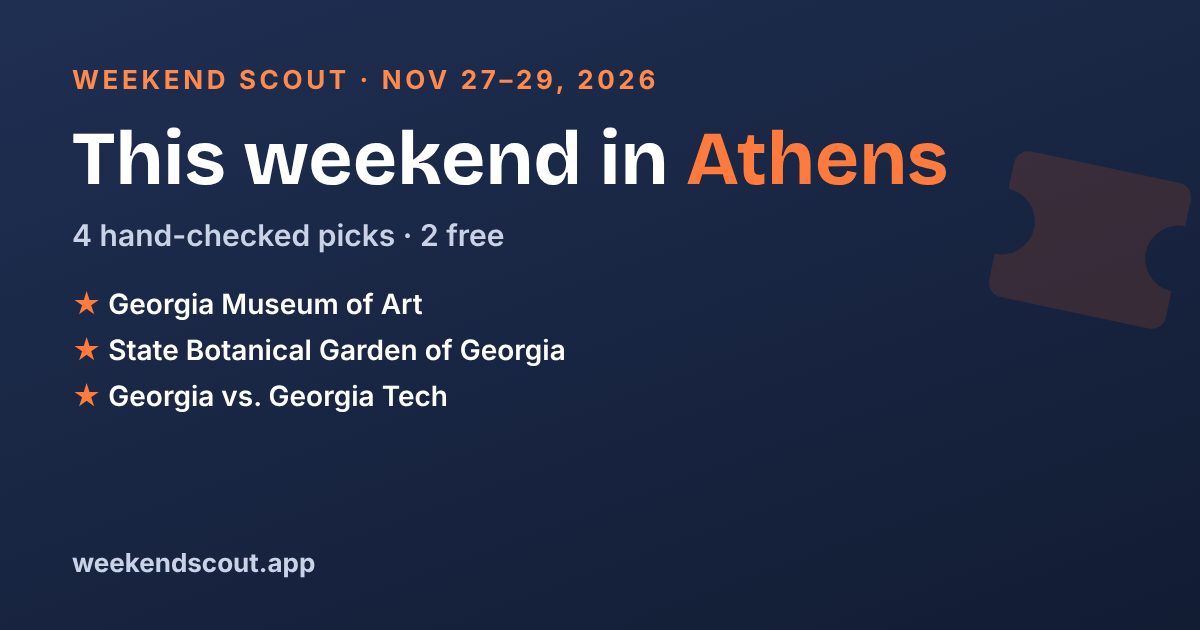 WEEKEND SCOUT · NOV 27–29, 2026
This weekend in Athens
4 hand-checked picks · 2 free
★ Georgia Museum of Art
★ State Botanical Garden of Georgia
★ Georgia vs. Georgia Tech
weekendscout.app